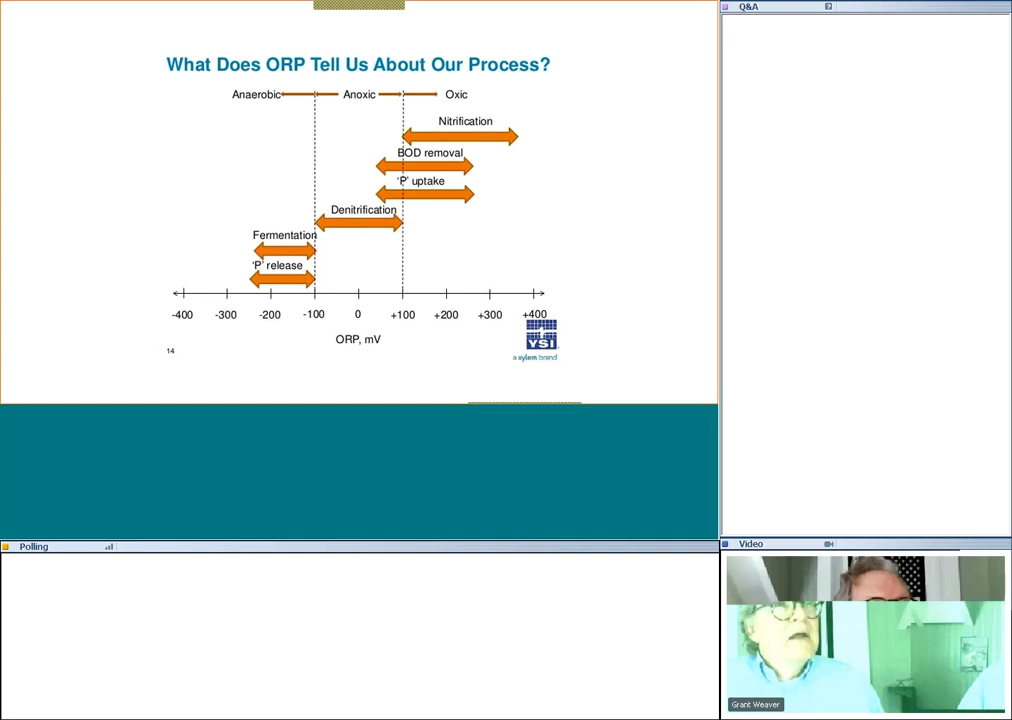 What Does ORP Tell Us About Our Process?
Anaerobic Anoxic Oxic
Nitrification
BOD removal
'P' uptake
Denitrification
Fermentation
'P' release
-400 -300 -200 -100 0 +100 +200 +300 +400
ORP, mV
YSI
a xylem brand
14
Q&A
Polling
Video
Grant Weaver